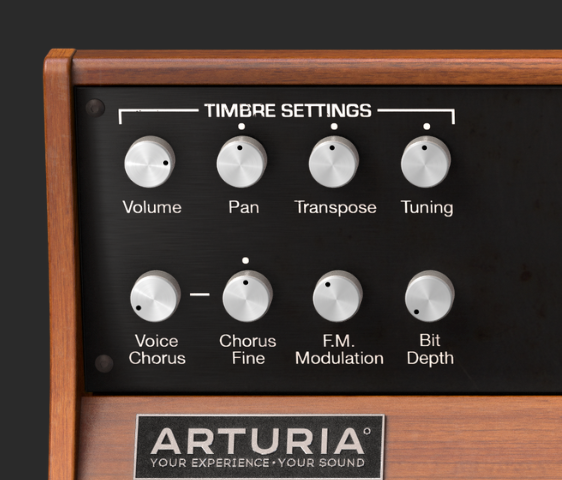 TIMBRE SETTINGS
Volume Pan Transpose Tuning
Voice Chorus F.M. Bit
Chorus Fine Modulation Depth
ARTURIA
YOUR EXPERIENCE·YOUR SOUND